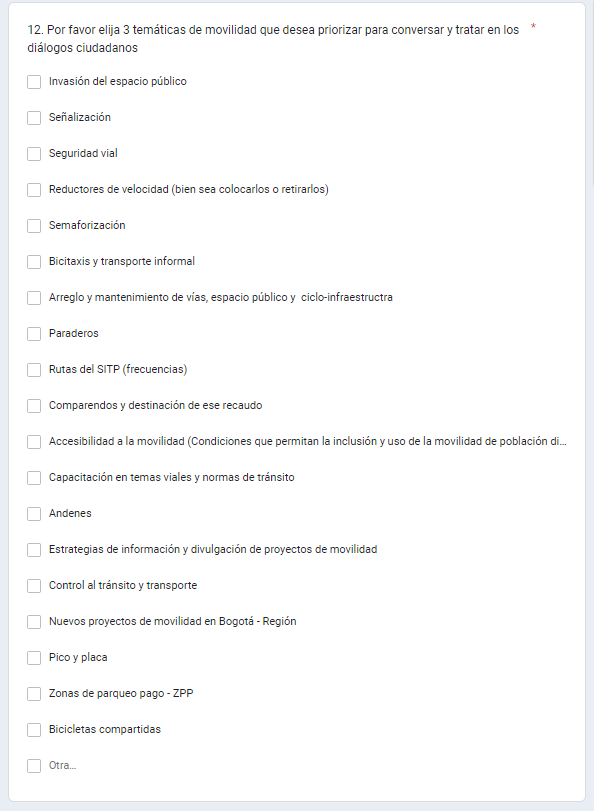 12. Por favor elija 3 temáticas de movilidad que desea priorizar para conversar y tratar en los *
diálogos ciudadanos
Invasión del espacio público
Señalización
Seguridad vial
Reductores de velocidad (bien sea colocarlos o retirarlos)
Semaforización
Bicitaxis y transporte informal
Arreglo y mantenimiento de vías, espacio público y ciclo-infraestructra
Paraderos
Rutas del SITP (frecuencias)
Comparendos y destinación de ese recaudo
Accesibilidad a la movilidad (Condiciones que permitan la inclusión y uso de la movilidad de población di...
Capacitación en temas viales y normas de tránsito
Andenes
Estrategias de información y divulgación de proyectos de movilidad
Control al tránsito y transporte
Nuevos proyectos de movilidad en Bogotá - Región
Pico y placa
Zonas de parqueo pago - ZPP
Bicicletas compartidas
Otra...